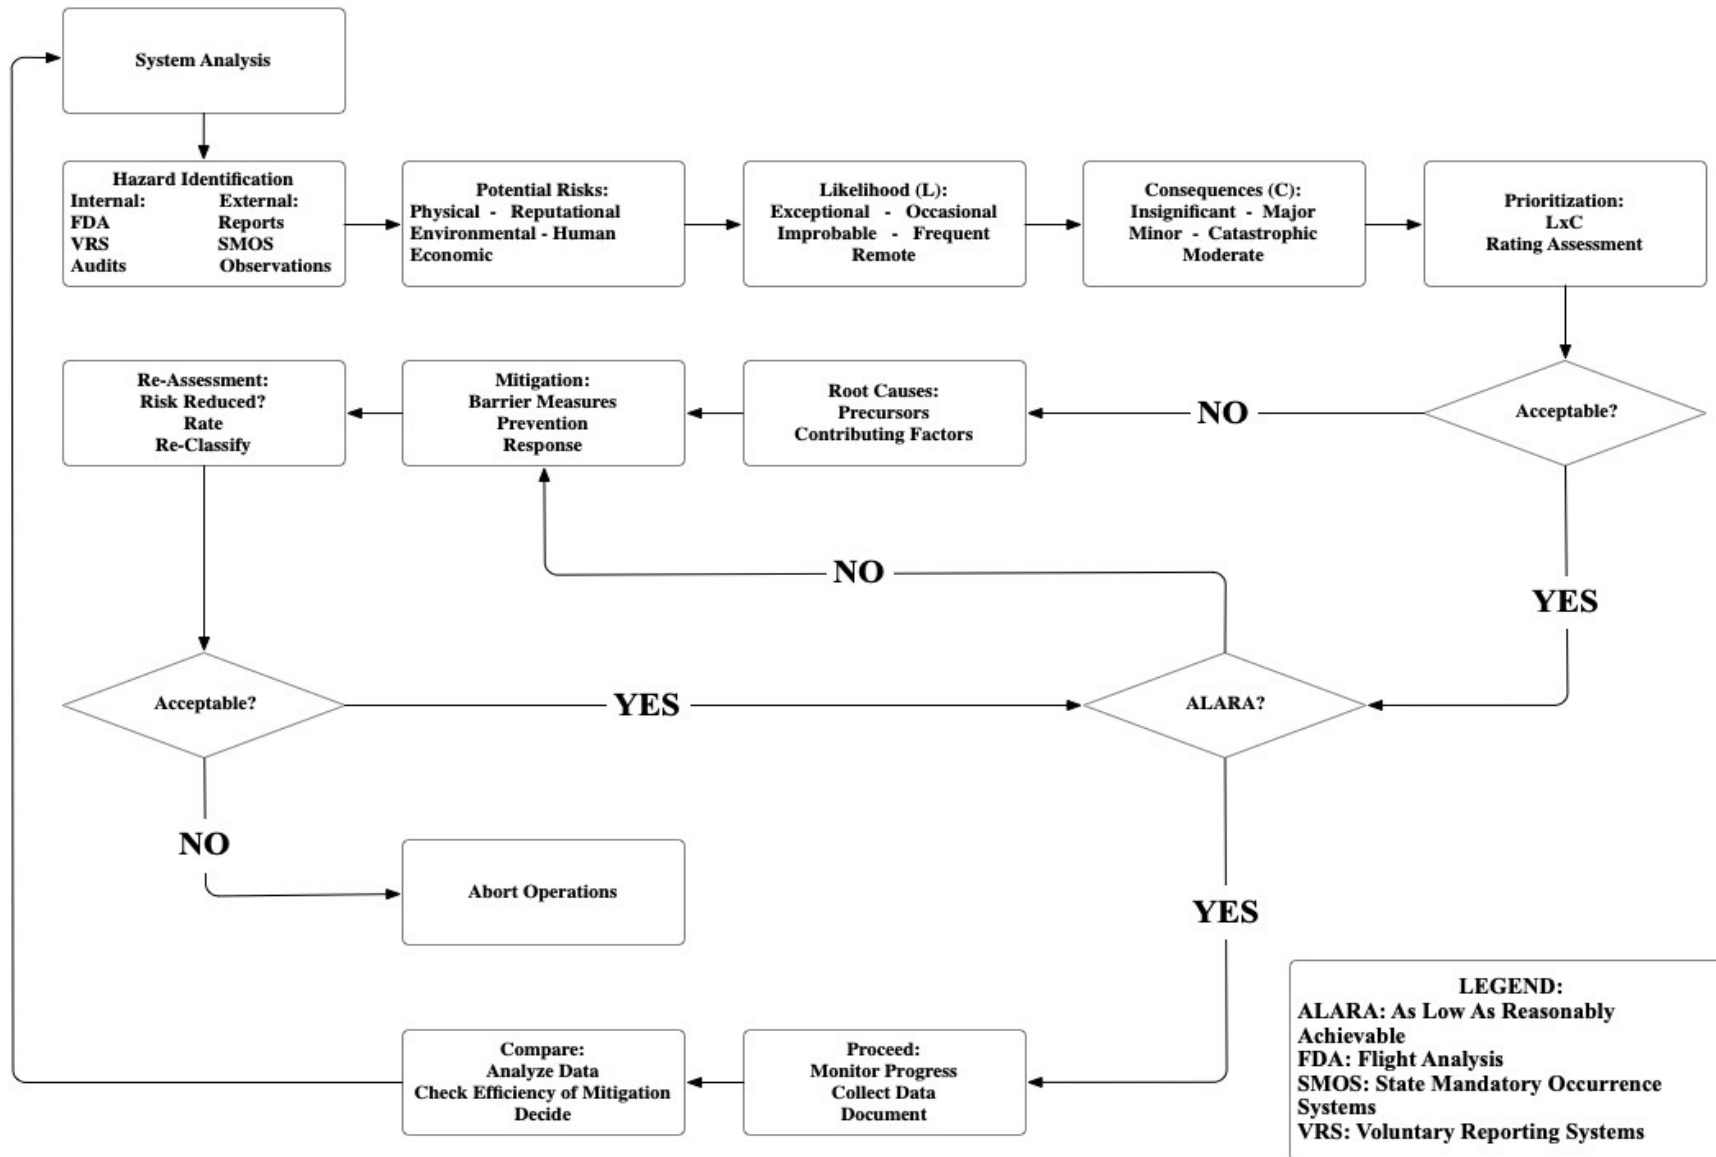 System Analysis
Hazard Identification
Internal: External:
FDA Reports
VRS SMOS
Audits Observations
Potential Risks:
Physical - Reputational
Environmental - Human
Economic
Likelihood (L):
Exceptional - Occasional
Improbable - Frequent
Remote
Consequences (C):
Insignificant - Major
Minor - Catastrophic
Moderate
Prioritization:
LxC
Rating Assessment
Acceptable?
NO
YES
Root Causes:
Precursors
Contributing Factors
Mitigation:
Barrier Measures
Prevention
Response
Re-Assessment:
Risk Reduced?
Rate
Re-Classify
Acceptable?
YES
NO
Abort Operations
ALARA?
NO
YES
Proceed:
Monitor Progress
Collect Data
Document
Compare:
Analyze Data
Check Efficiency of Mitigation
Decide
LEGEND:
ALARA: As Low As Reasonably
Achievable
FDA: Flight Analysis
SMOS: State Mandatory Occurrence
Systems
VRS: Voluntary Reporting Systems